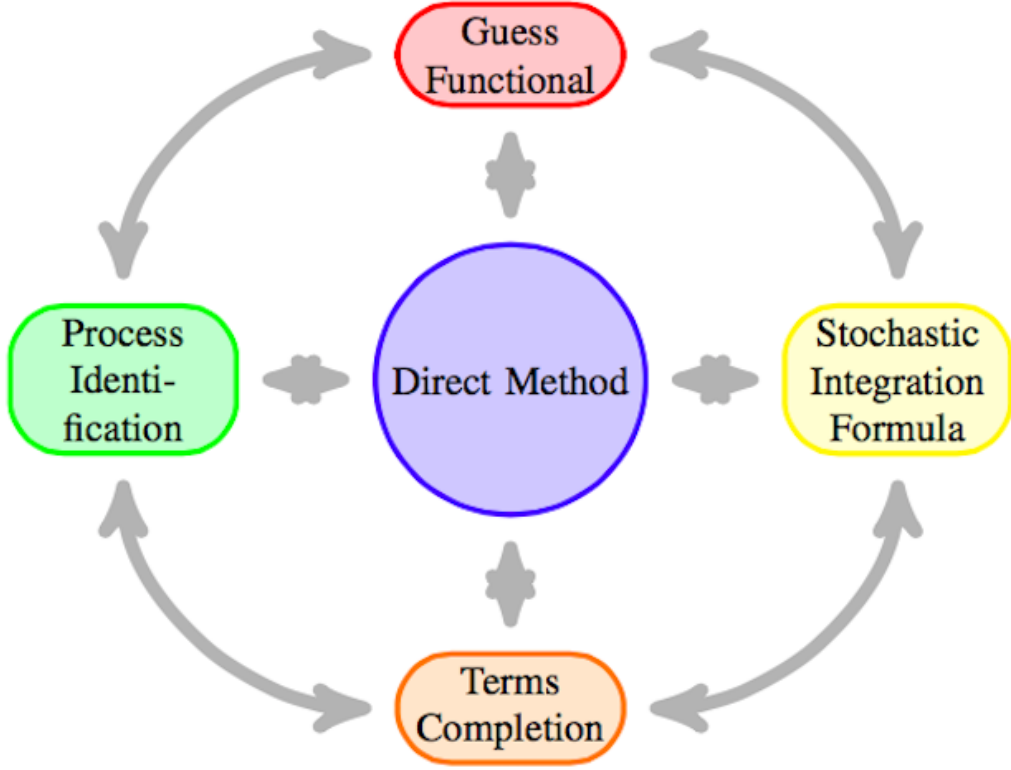 Guess
Functional
Process
Identi-
fication
Direct Method
Stochastic
Integration
Formula
Terms
Completion